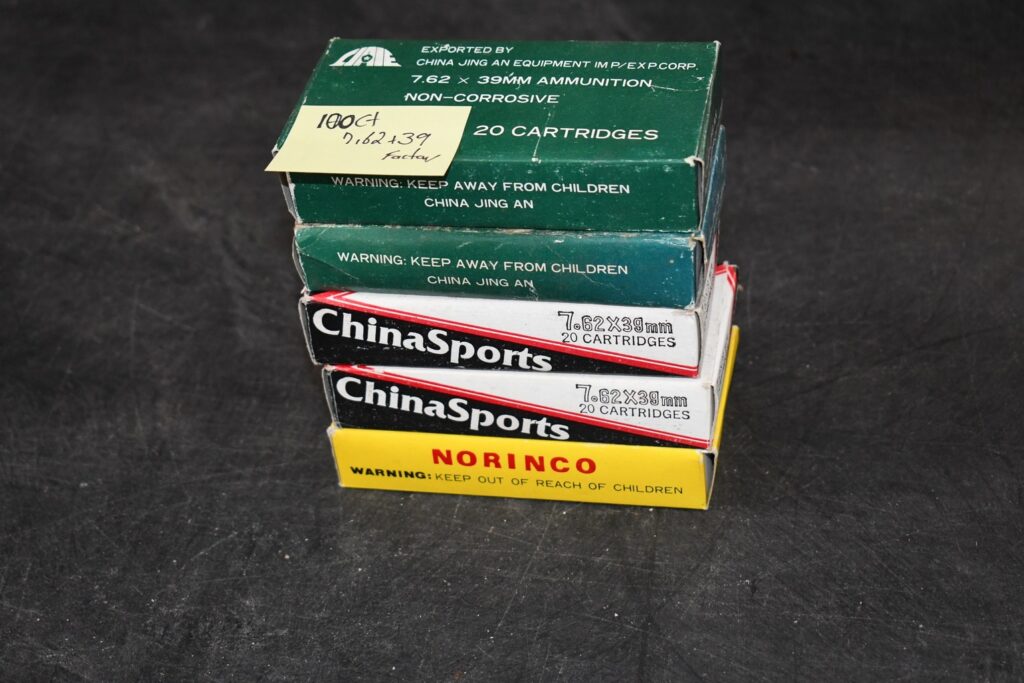 EXPORTED BY
CHINA JING AN EQUIPMENT IMP/EXP.CORP.
7.62 × 39MM AMMUNITION
NON-CORROSIVE
20 CARTRIDGES
100 Ct
7.62+39
Factory
WARNING: KEEP AWAY FROM CHILDREN
CHINA JING AN
WARNING: KEEP AWAY FROM CHILDREN
CHINA JING AN
ChinaSports
7.62X39mm
20 CARTRIDGES
ChinaSports
7.62X39mm
20 CARTRIDGES
NORINCO
WARNING: KEEP OUT OF REACH OF CHILDREN